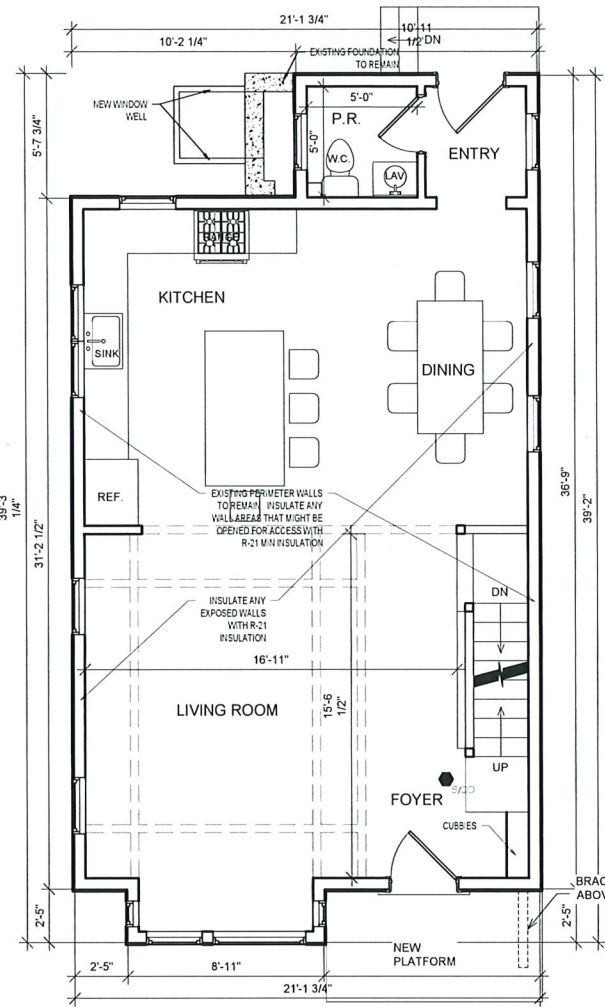 21'-1 3/4"
10'-2 1/4"
10'-11
1/2"
DN
EXISTING FOUNDATION
TO REMAIN
NEW WINDOW
WELL
5'-7 3/4"
5'-0"
P.R.
5'-0"
W.C.
LAV
ENTRY
RANGE
KITCHEN
SINK
DINING
REF.
EXISTING PERIMETER WALLS
TO REMAIN. INSULATE ANY
WALL AREAS THAT MIGHT BE
OPENED FOR ACCESS WITH
R-21 MIN INSULATION
39'-3
1/4"
31'-2 1/2"
36'-9"
39'-2"
INSULATE ANY
EXPOSED WALLS
WITH R-21
INSULATION
DN
16'-11"
15'-6
1/2"
LIVING ROOM
UP
S/CO
FOYER
CUBBIES
BRAC
ABOV
2'-5"
2'-5"
NEW
PLATFORM
2'-5"
8'-11"
21'-1 3/4"